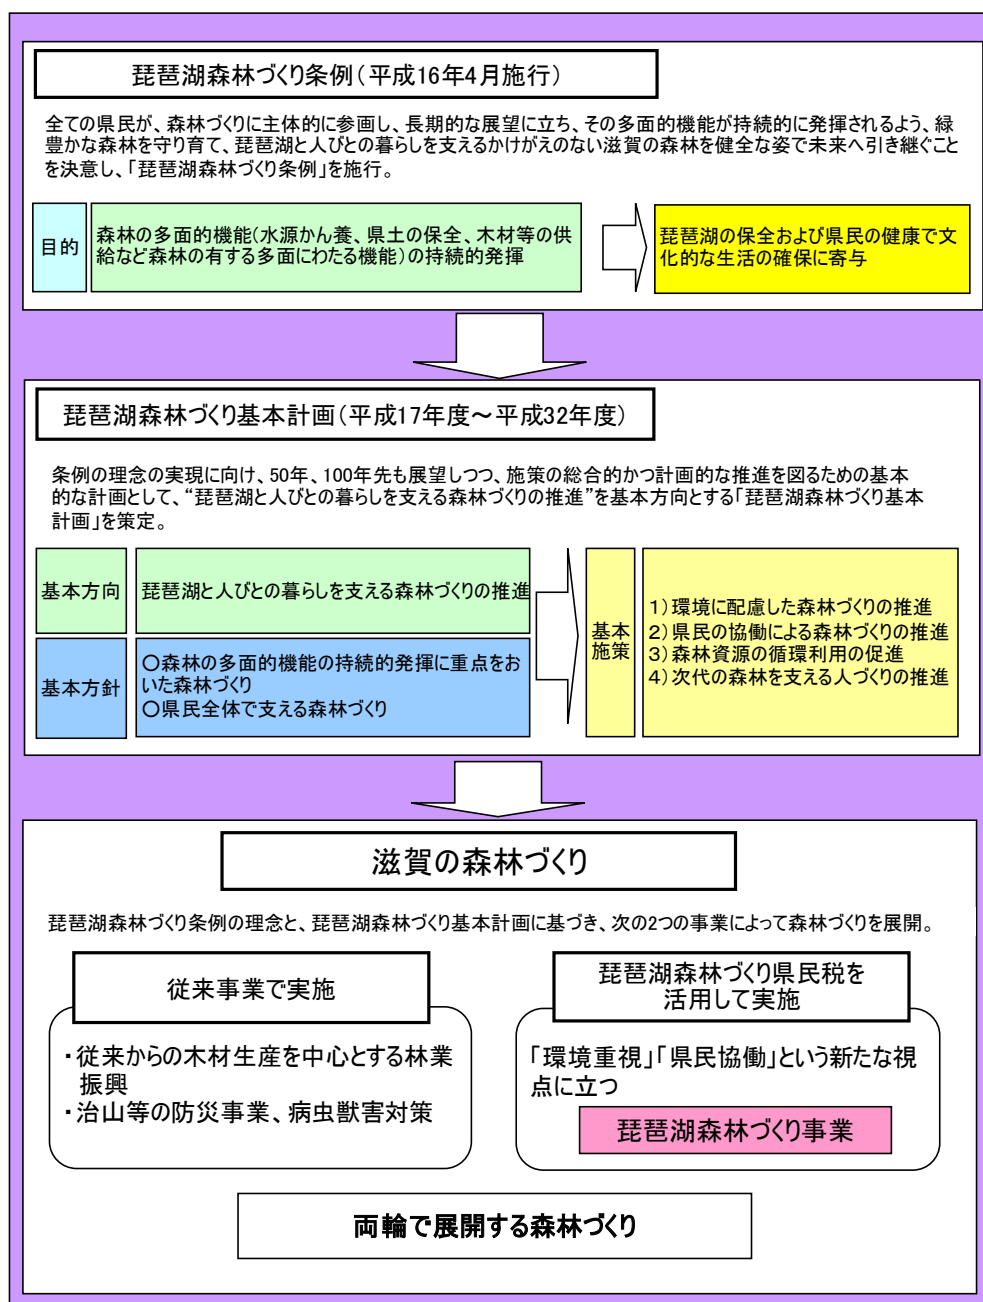 琵琶湖森林づくり条例（平成16年4月施行）
全ての県民が、森林づくりに主体的に参画し、長期的な展望に立ち、その多面的機能が持続的に発揮されるよう、緑
豊かな森林を守り育て、琵琶湖と人びとの暮らしを支えるかけがえのない滋賀の森林を健全な姿で未来へ引き継ぐこと
を決意し、「琵琶湖森林づくり条例」を施行。
目的
森林の多面的機能（水源かん養、県土の保全、木材等の供
給など森林の有する多面にわたる機能）の持続的発揮
琵琶湖の保全および県民の健康で文
化的な生活の確保に寄与
琵琶湖森林づくり基本計画（平成17年度～平成32年度）
条例の理念の実現に向け、50年、100年先も展望しつつ、施策の総合的かつ計画的な推進を図るための基本
的な計画として、“琵琶湖と人びとの暮らしを支える森林づくりの推進”を基本方向とする「琵琶湖森林づくり基本
計画」を策定。
基本方向
琵琶湖と人びとの暮らしを支える森林づくりの推進
基本方針
○森林の多面的機能の持続的発揮に重点をお
いた森林づくり
○県民全体で支える森林づくり
基本
施策
1）環境に配慮した森林づくりの推進
2）県民の協働による森林づくりの推進
3）森林資源の循環利用の促進
4）次代の森林を支える人づくりの推進
滋賀の森林づくり
琵琶湖森林づくり条例の理念と、琵琶湖森林づくり基本計画に基づき、次の2つの事業によって森林づくりを展開。
従来事業で実施
・従来からの木材生産を中心とする林業
振興
・治山等の防災事業、病虫獣害対策
琵琶湖森林づくり県民税を
活用して実施
「環境重視」「県民協働」という新たな視
点に立つ
琵琶湖森林づくり事業
両輪で展開する森林づくり